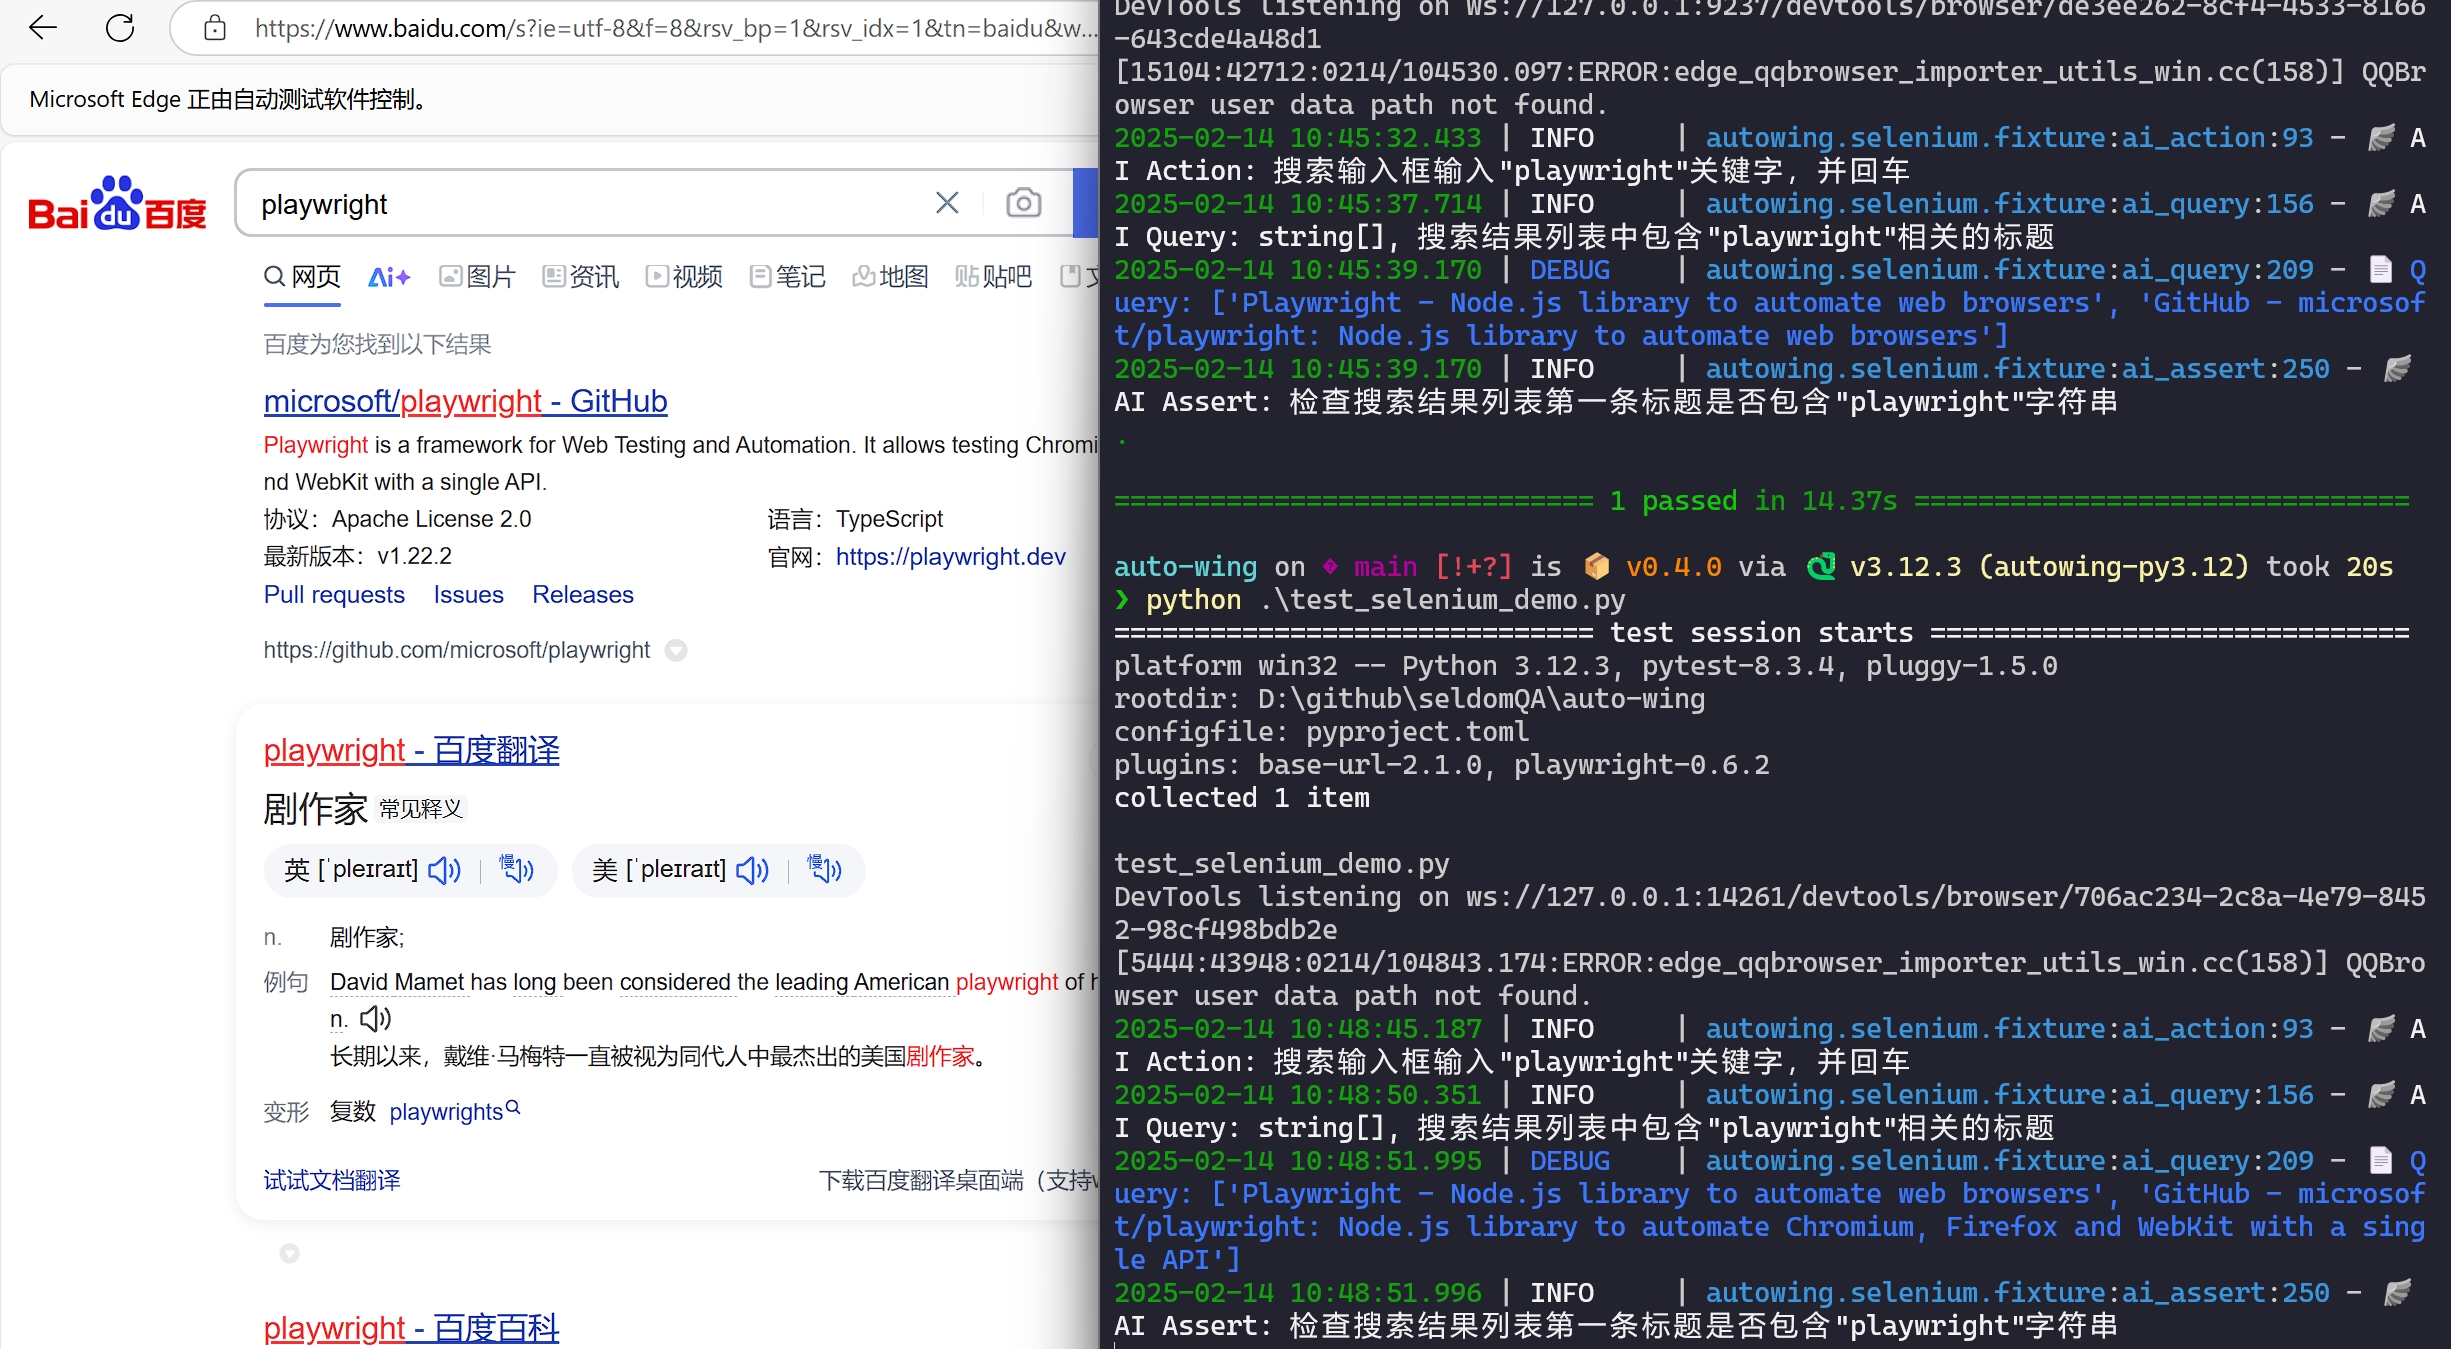 https://www.baidu.com/s?ie=utf-8&f=8&rsv_bp=1&rsv_idx=1&tn=baidu&w...
Microsoft Edge 正由自动测试软件控制。
Bai du 百度
playwright
网页 Ai 图片 资讯 视频 笔记 地图 贴吧
百度为您找到以下结果
microsoft/playwright - GitHub
Playwright is a framework for Web Testing and Automation. It allows testing Chromi
nd WebKit with a single API.
协议：Apache License 2.0 语言：TypeScript
最新版本：v1.22.2 官网：https://playwright.dev
Pull requests Issues Releases
https://github.com/microsoft/playwright
playwright - 百度翻译
剧作家 常见释义
英 [ˈpleɪraɪt] 慢 美 [ˈpleɪraɪt] 慢
n. 剧作家;
例句 David Mamet has long been considered the leading American playwright of
n.
长期以来，戴维·马梅特一直被视为同代人中最杰出的美国剧作家。
变形 复数 playwrights
试试文档翻译 下载百度翻译桌面端（支持
playwright - 百度百科
DevTools listening on ws://127.0.0.1:9237/devtools/browser/de3ee262-8cf4-4533-8166
-643cde4a48d1
[15104:42712:0214/104530.097:ERROR:edge_qqbrowser_importer_utils_win.cc(158)] QQBr
owser user data path not found.
2025-02-14 10:45:32.433 | INFO     | autowing.selenium.fixture:ai_action:93 - 🪽 A
I Action: 搜索输入框输入"playwright"关键字，并回车
2025-02-14 10:45:37.714 | INFO     | autowing.selenium.fixture:ai_query:156 - 🪽 A
I Query: string[]，搜索结果列表中包含"playwright"相关的标题
2025-02-14 10:45:39.170 | DEBUG    | autowing.selenium.fixture:ai_query:209 - 📄 Q
uery: ['Playwright - Node.js library to automate web browsers', 'GitHub - microsof
t/playwright: Node.js library to automate web browsers']
2025-02-14 10:45:39.170 | INFO     | autowing.selenium.fixture:ai_assert:250 - 🪽
AI Assert: 检查搜索结果列表第一条标题是否包含"playwright"字符串
.
============================== 1 passed in 14.37s ===============================
auto-wing on main [!+?] is 📦 v0.4.0 via 🐍 v3.12.3 (autowing-py3.12) took 20s
❯ python .\test_selenium_demo.py
============================== test session starts ==============================
platform win32 -- Python 3.12.3, pytest-8.3.4, pluggy-1.5.0
rootdir: D:\github\seldomQA\auto-wing
configfile: pyproject.toml
plugins: base-url-2.1.0, playwright-0.6.2
collected 1 item
test_selenium_demo.py
DevTools listening on ws://127.0.0.1:14261/devtools/browser/706ac234-2c8a-4e79-845
2-98cf498bdb2e
[5444:43948:0214/104843.174:ERROR:edge_qqbrowser_importer_utils_win.cc(158)] QQBro
wser user data path not found.
2025-02-14 10:48:45.187 | INFO     | autowing.selenium.fixture:ai_action:93 - 🪽 A
I Action: 搜索输入框输入"playwright"关键字，并回车
2025-02-14 10:48:50.351 | INFO     | autowing.selenium.fixture:ai_query:156 - 🪽 A
I Query: string[]，搜索结果列表中包含"playwright"相关的标题
2025-02-14 10:48:51.995 | DEBUG    | autowing.selenium.fixture:ai_query:209 - 📄 Q
uery: ['Playwright - Node.js library to automate web browsers', 'GitHub - microsof
t/playwright: Node.js library to automate Chromium, Firefox and WebKit with a sing
le API']
2025-02-14 10:48:51.996 | INFO     | autowing.selenium.fixture:ai_assert:250 - 🪽
AI Assert: 检查搜索结果列表第一条标题是否包含"playwright"字符串